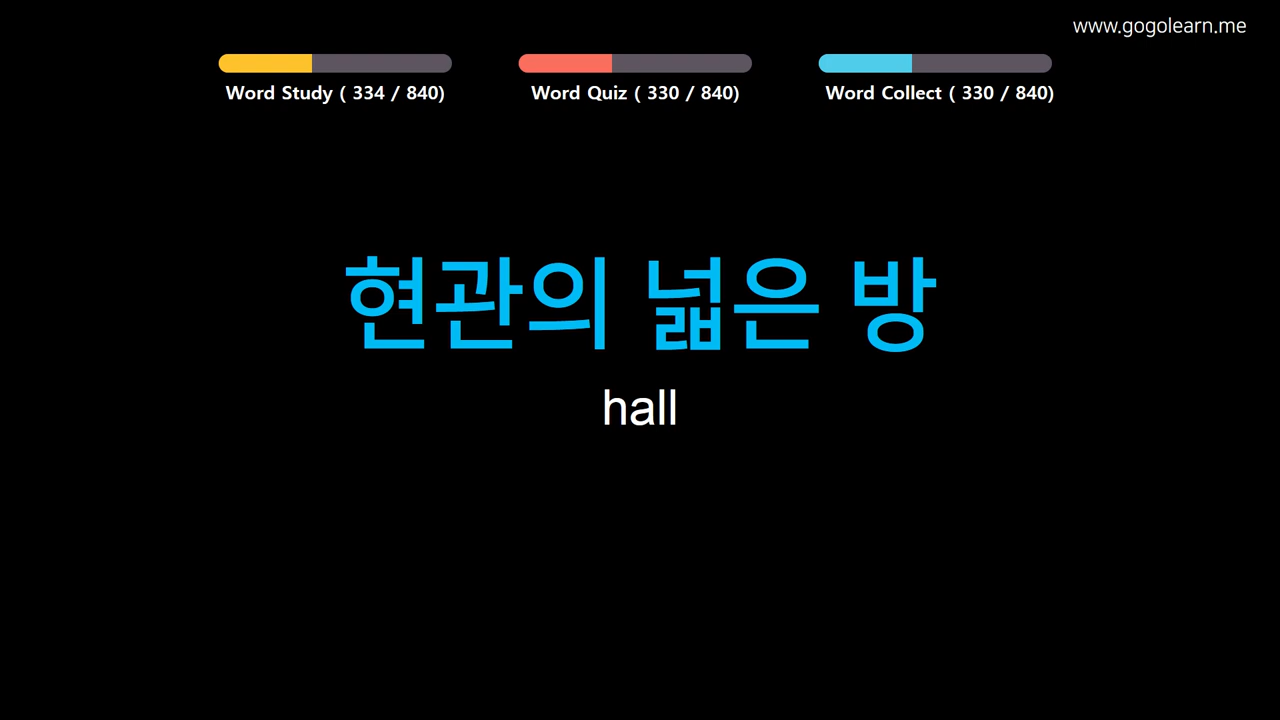 www.gogolearn.me
Word Study ( 334 / 840)
Word Quiz ( 330 / 840)
Word Collect ( 330 / 840)
현관의 넓은 방
hall